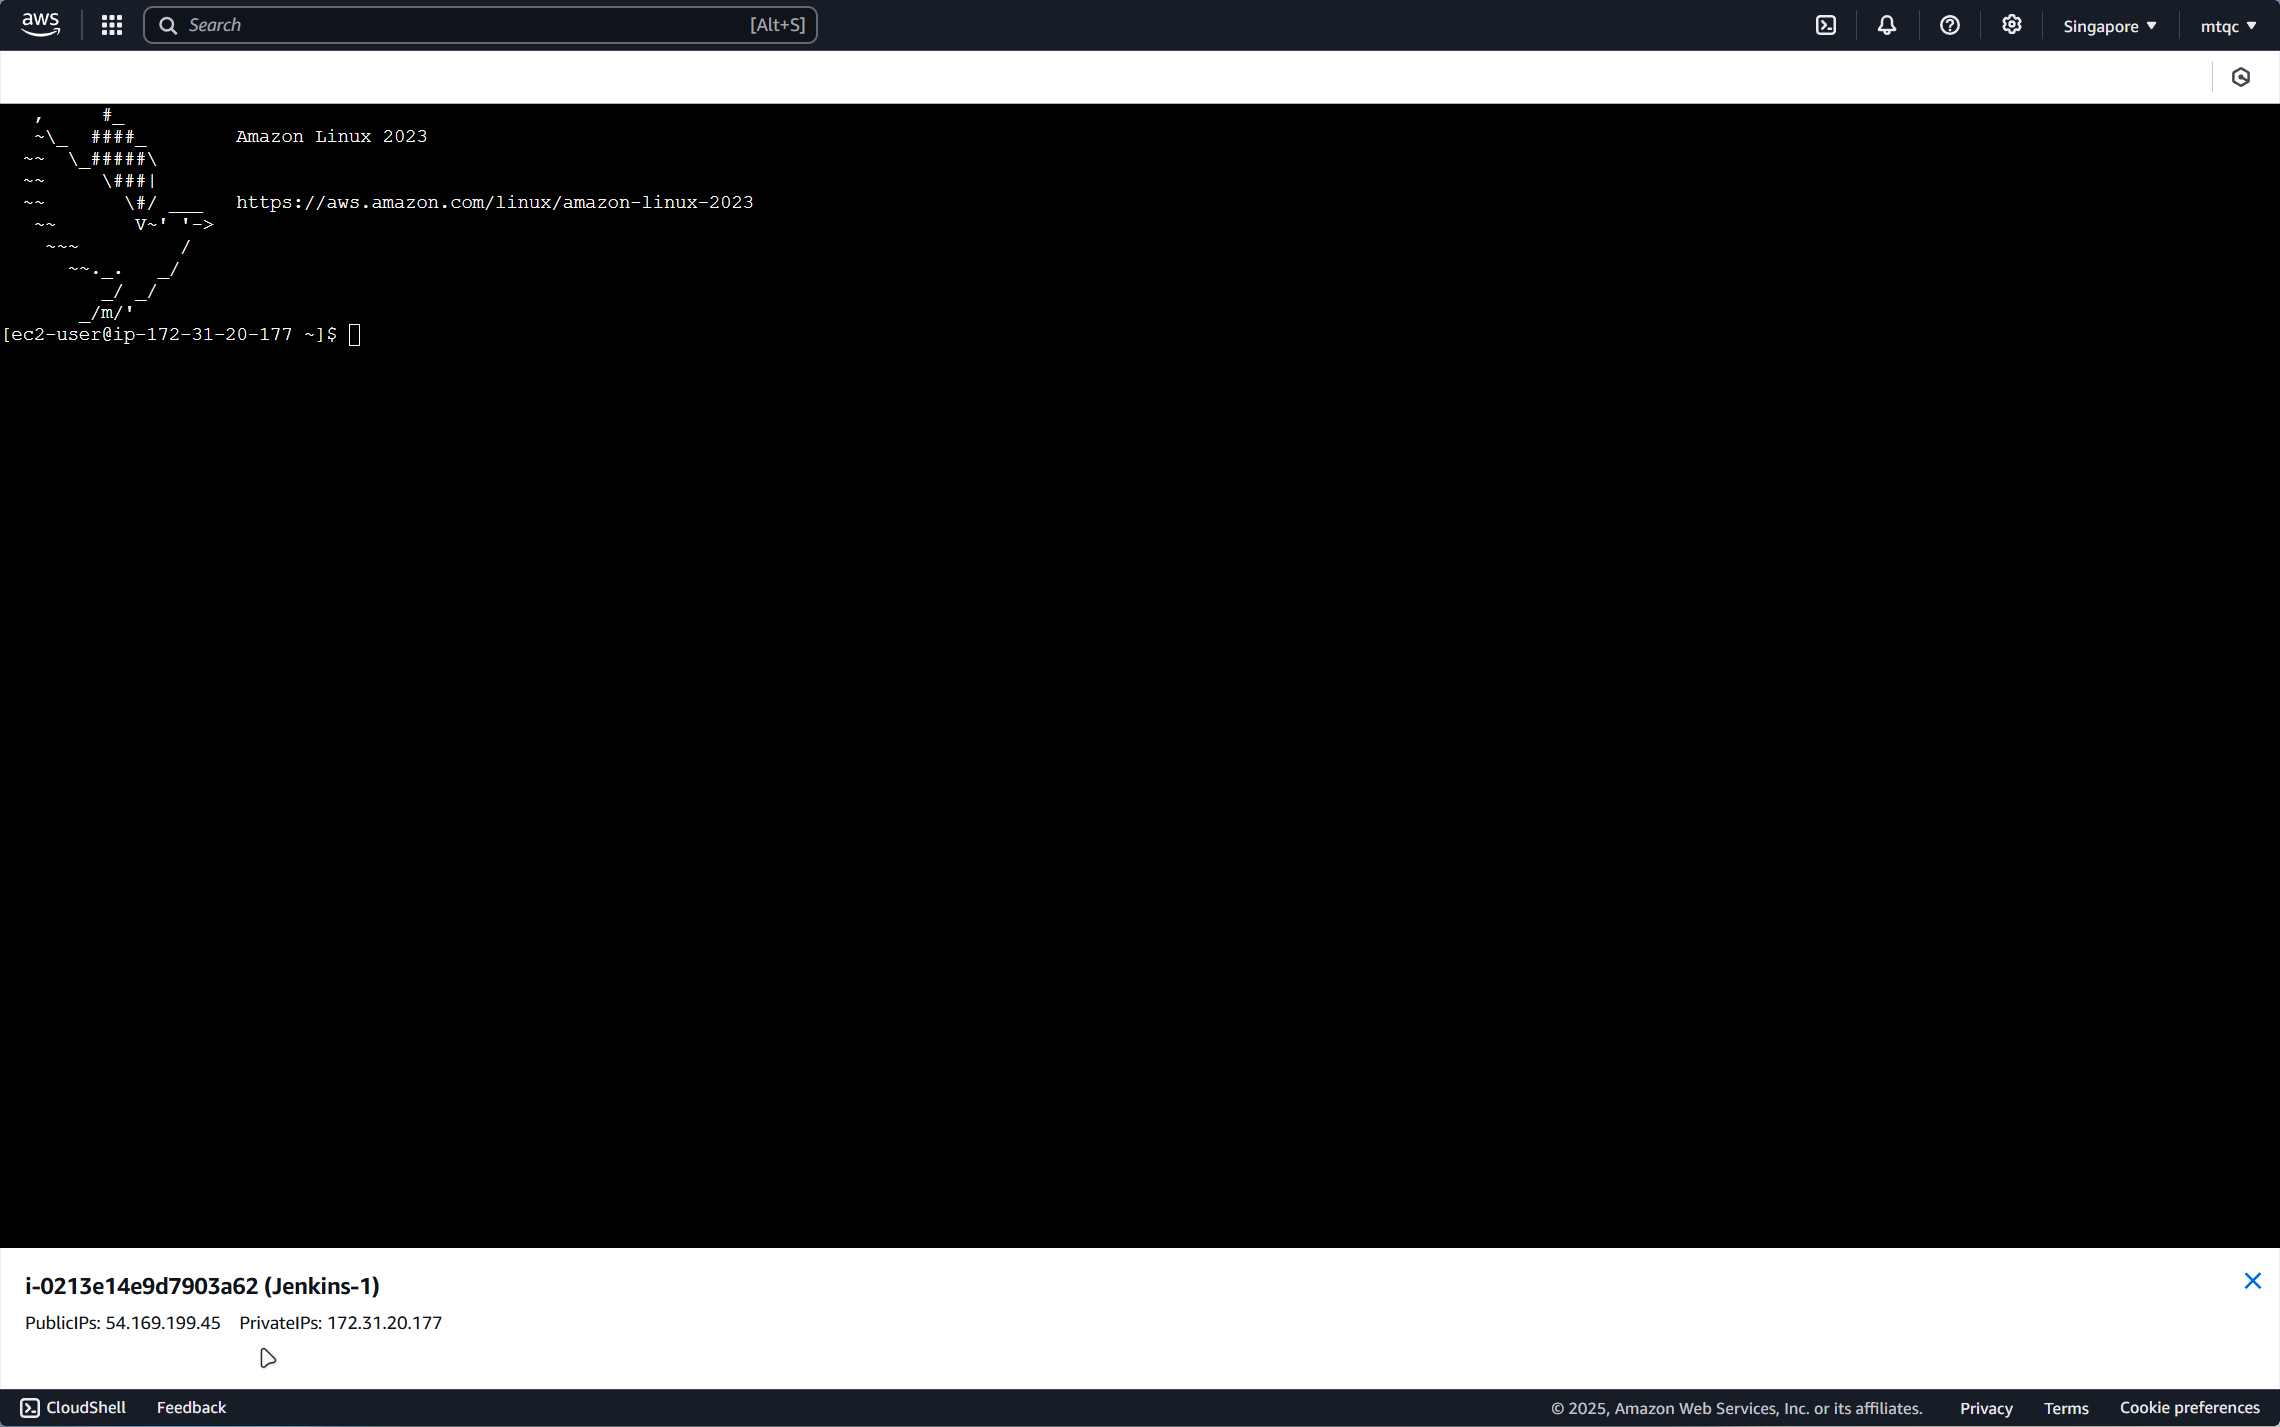 aws
Search [Alt+S]
Singapore
mtqc
   ,     #_
   ~\_  ####_        Amazon Linux 2023
  ~~  \_#####\
  ~~     \###|
  ~~       \#/ ___   https://aws.amazon.com/linux/amazon-linux-2023
   ~~       V~' '->
    ~~~         /
      ~~._.   _/
         _/ _/
       _/m/'
[ec2-user@ip-172-31-20-177 ~]$
i-0213e14e9d7903a62 (Jenkins-1)
PublicIPs: 54.169.199.45 PrivateIPs: 172.31.20.177
CloudShell Feedback © 2025, Amazon Web Services, Inc. or its affiliates. Privacy Terms Cookie preferences